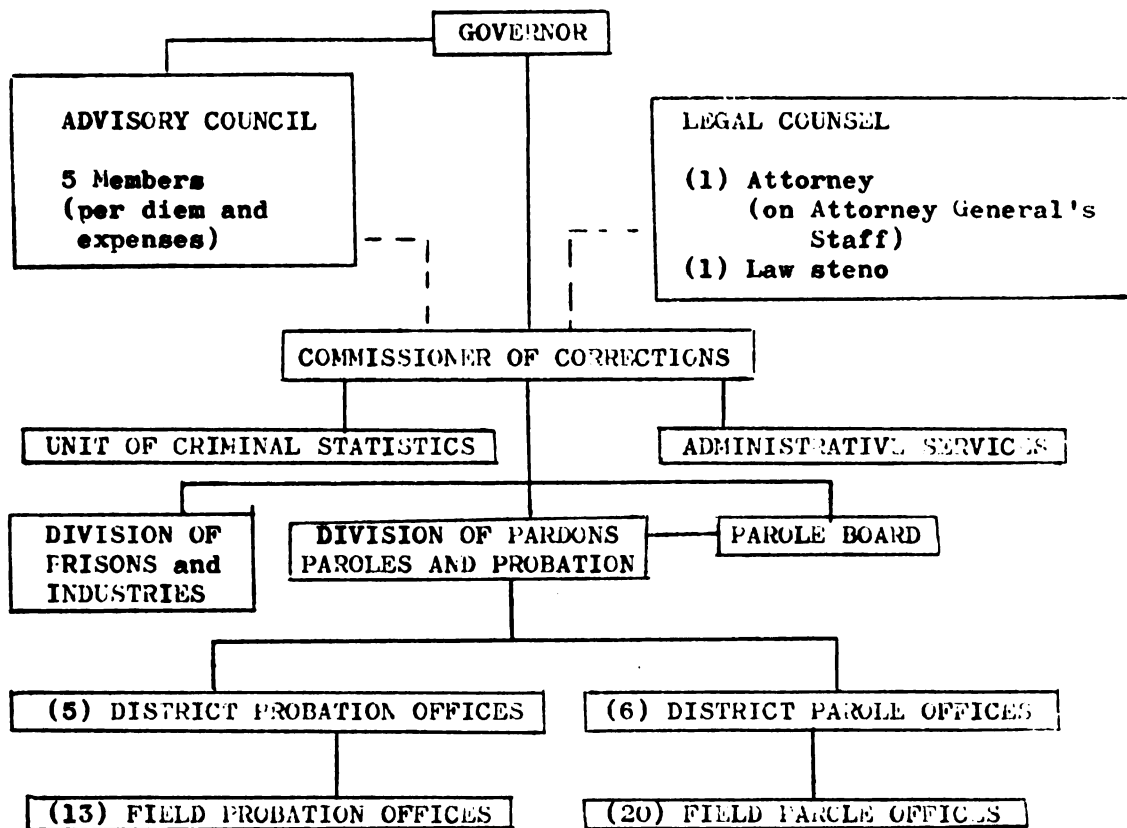 GOVERNOR
ADVISORY COUNCIL
5 Members
(per diem and
expenses)
LEGAL COUNSEL
(1) Attorney
(on Attorney General's
Staff)
(1) Law steno
COMMISSIONER OF CORRECTIONS
UNIT OF CRIMINAL STATISTICS
ADMINISTRATIVE SERVICES
DIVISION OF
PRISONS and
INDUSTRIES
DIVISION OF PARDONS
PAROLES AND PROBATION
PAROLE BOARD
(5) DISTRICT PROBATION OFFICES
(6) DISTRICT PAROLE OFFICES
(13) FIELD PROBATION OFFICES
(20) FIELD PAROLE OFFICES